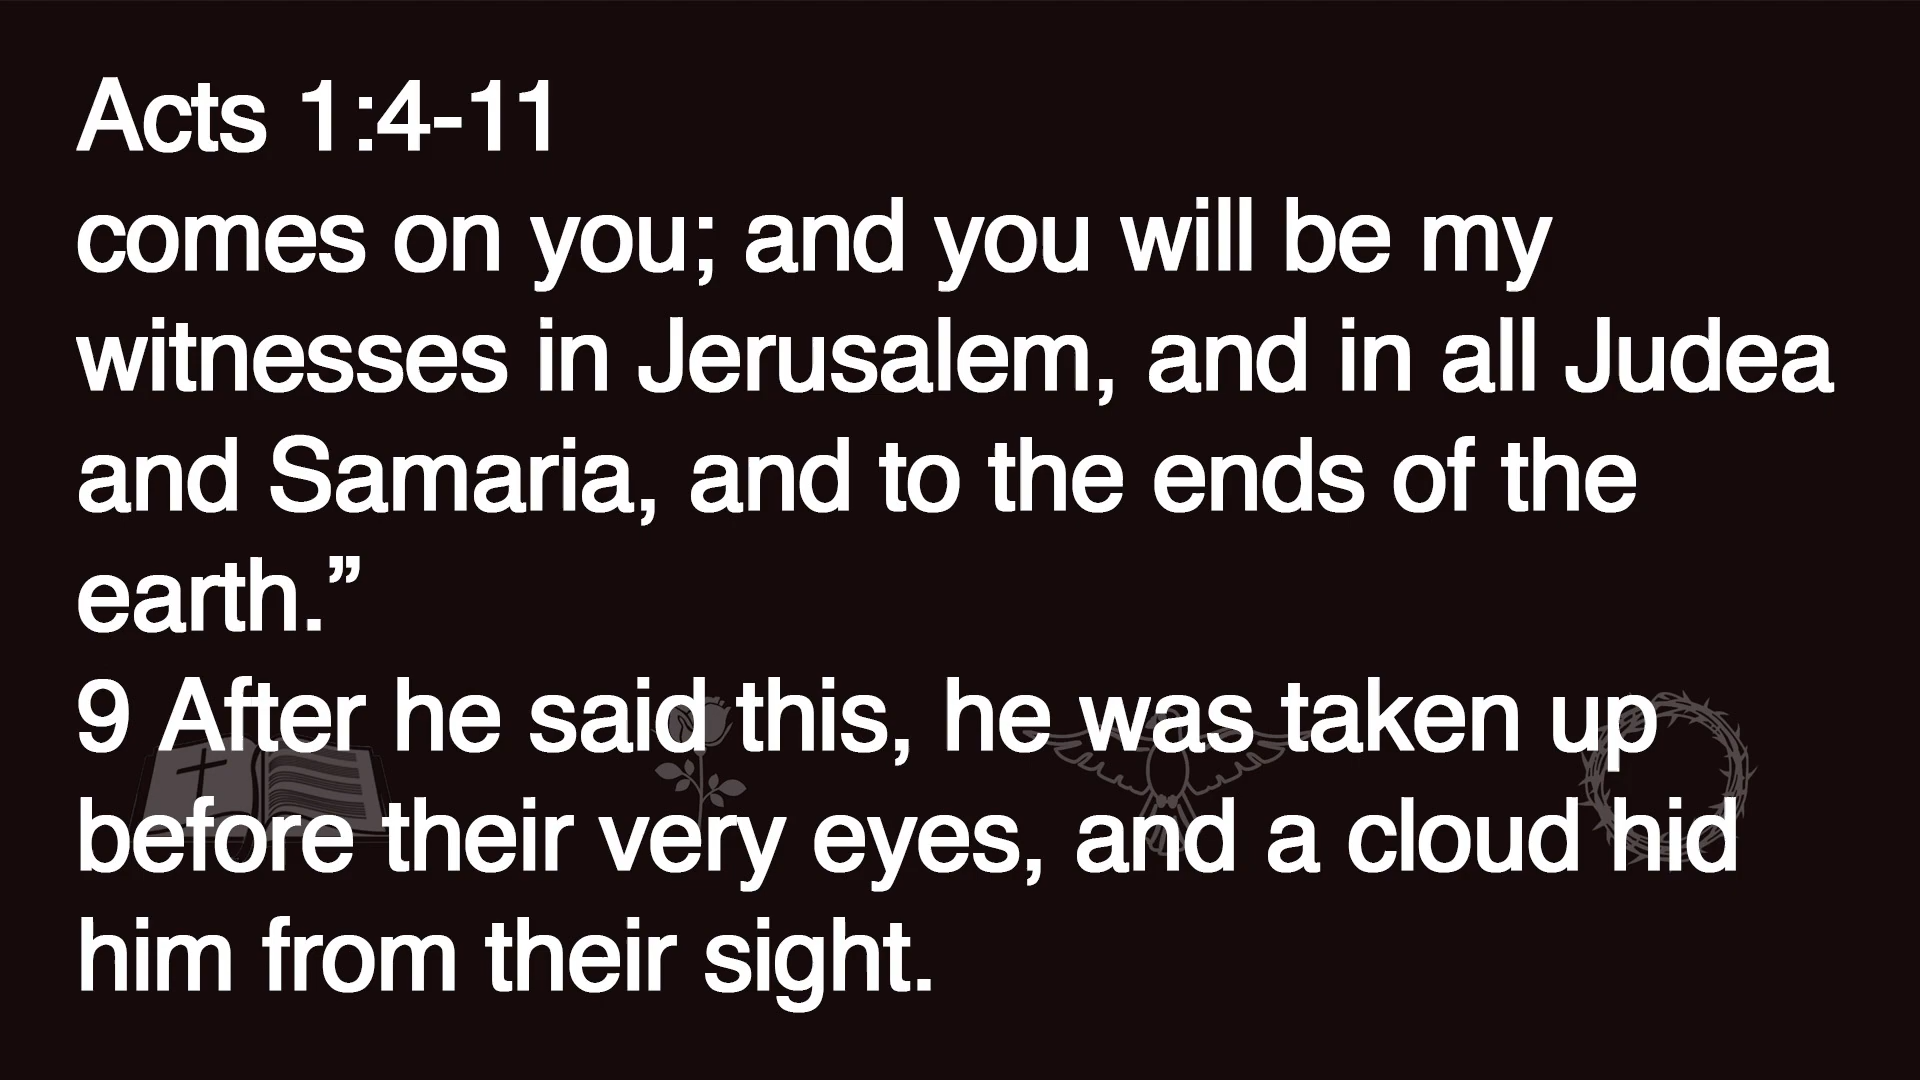 Acts 1:4-11
comes on you; and you will be my
witnesses in Jerusalem, and in all Judea
and Samaria, and to the ends of the
earth.”
9 After he said this, he was taken up
before their very eyes, and a cloud hid
him from their sight.